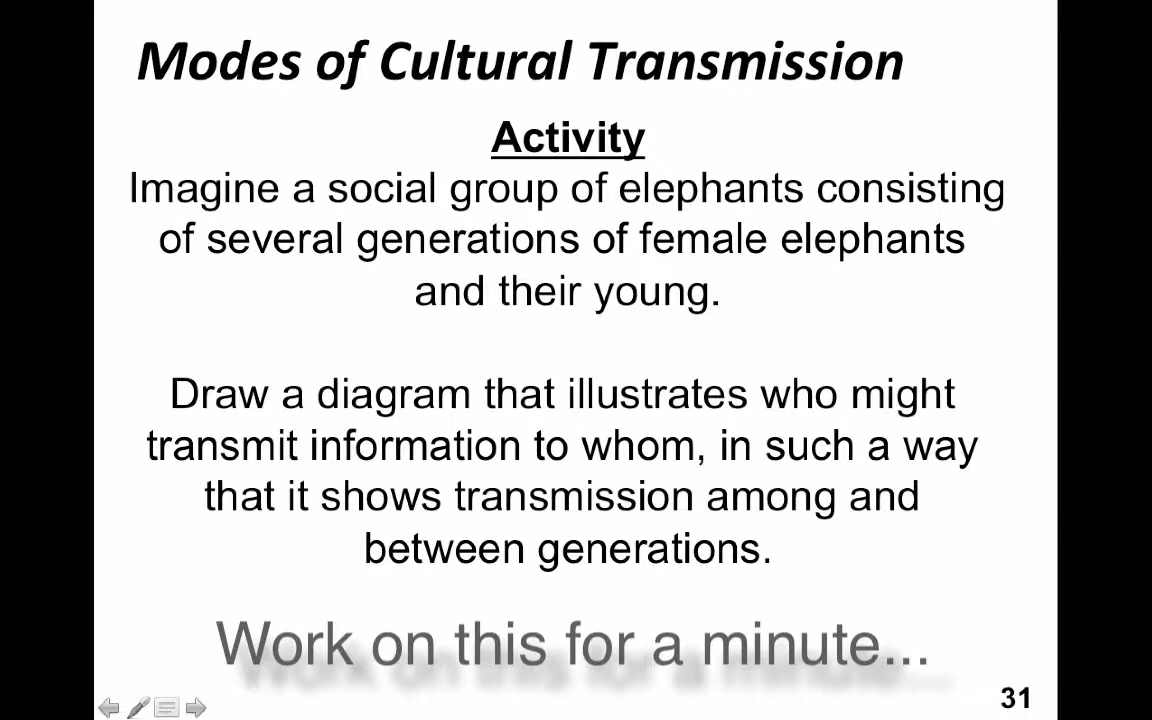 Modes of Cultural Transmission
Activity
Imagine a social group of elephants consisting
of several generations of female elephants
and their young.
Draw a diagram that illustrates who might
transmit information to whom, in such a way
that it shows transmission among and
between generations.
Work on this for a minute...
31